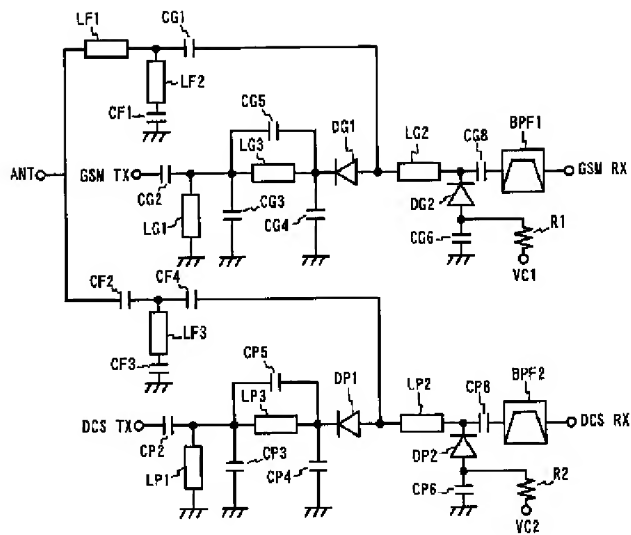 LF1
CG1
LF2
CG5
CF1
DG1
LG3
LG2
CG8
BPF1
ANT
GSM TX
GSM RX
CG2
CG3
DG2
R1
LG1
CG4
CG6
VC1
CF2
CF4
LF3
CP5
CF3
DP1
LP3
LP2
CP8
BPF2
DCS TX
DCS RX
CP2
CP3
DP2
R2
LP1
CP4
CP6
VC2